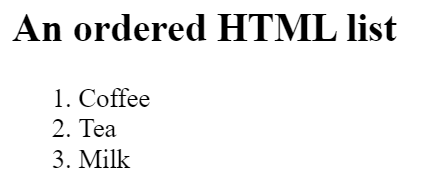 An ordered HTML list
1. Coffee
2. Tea
3. Milk